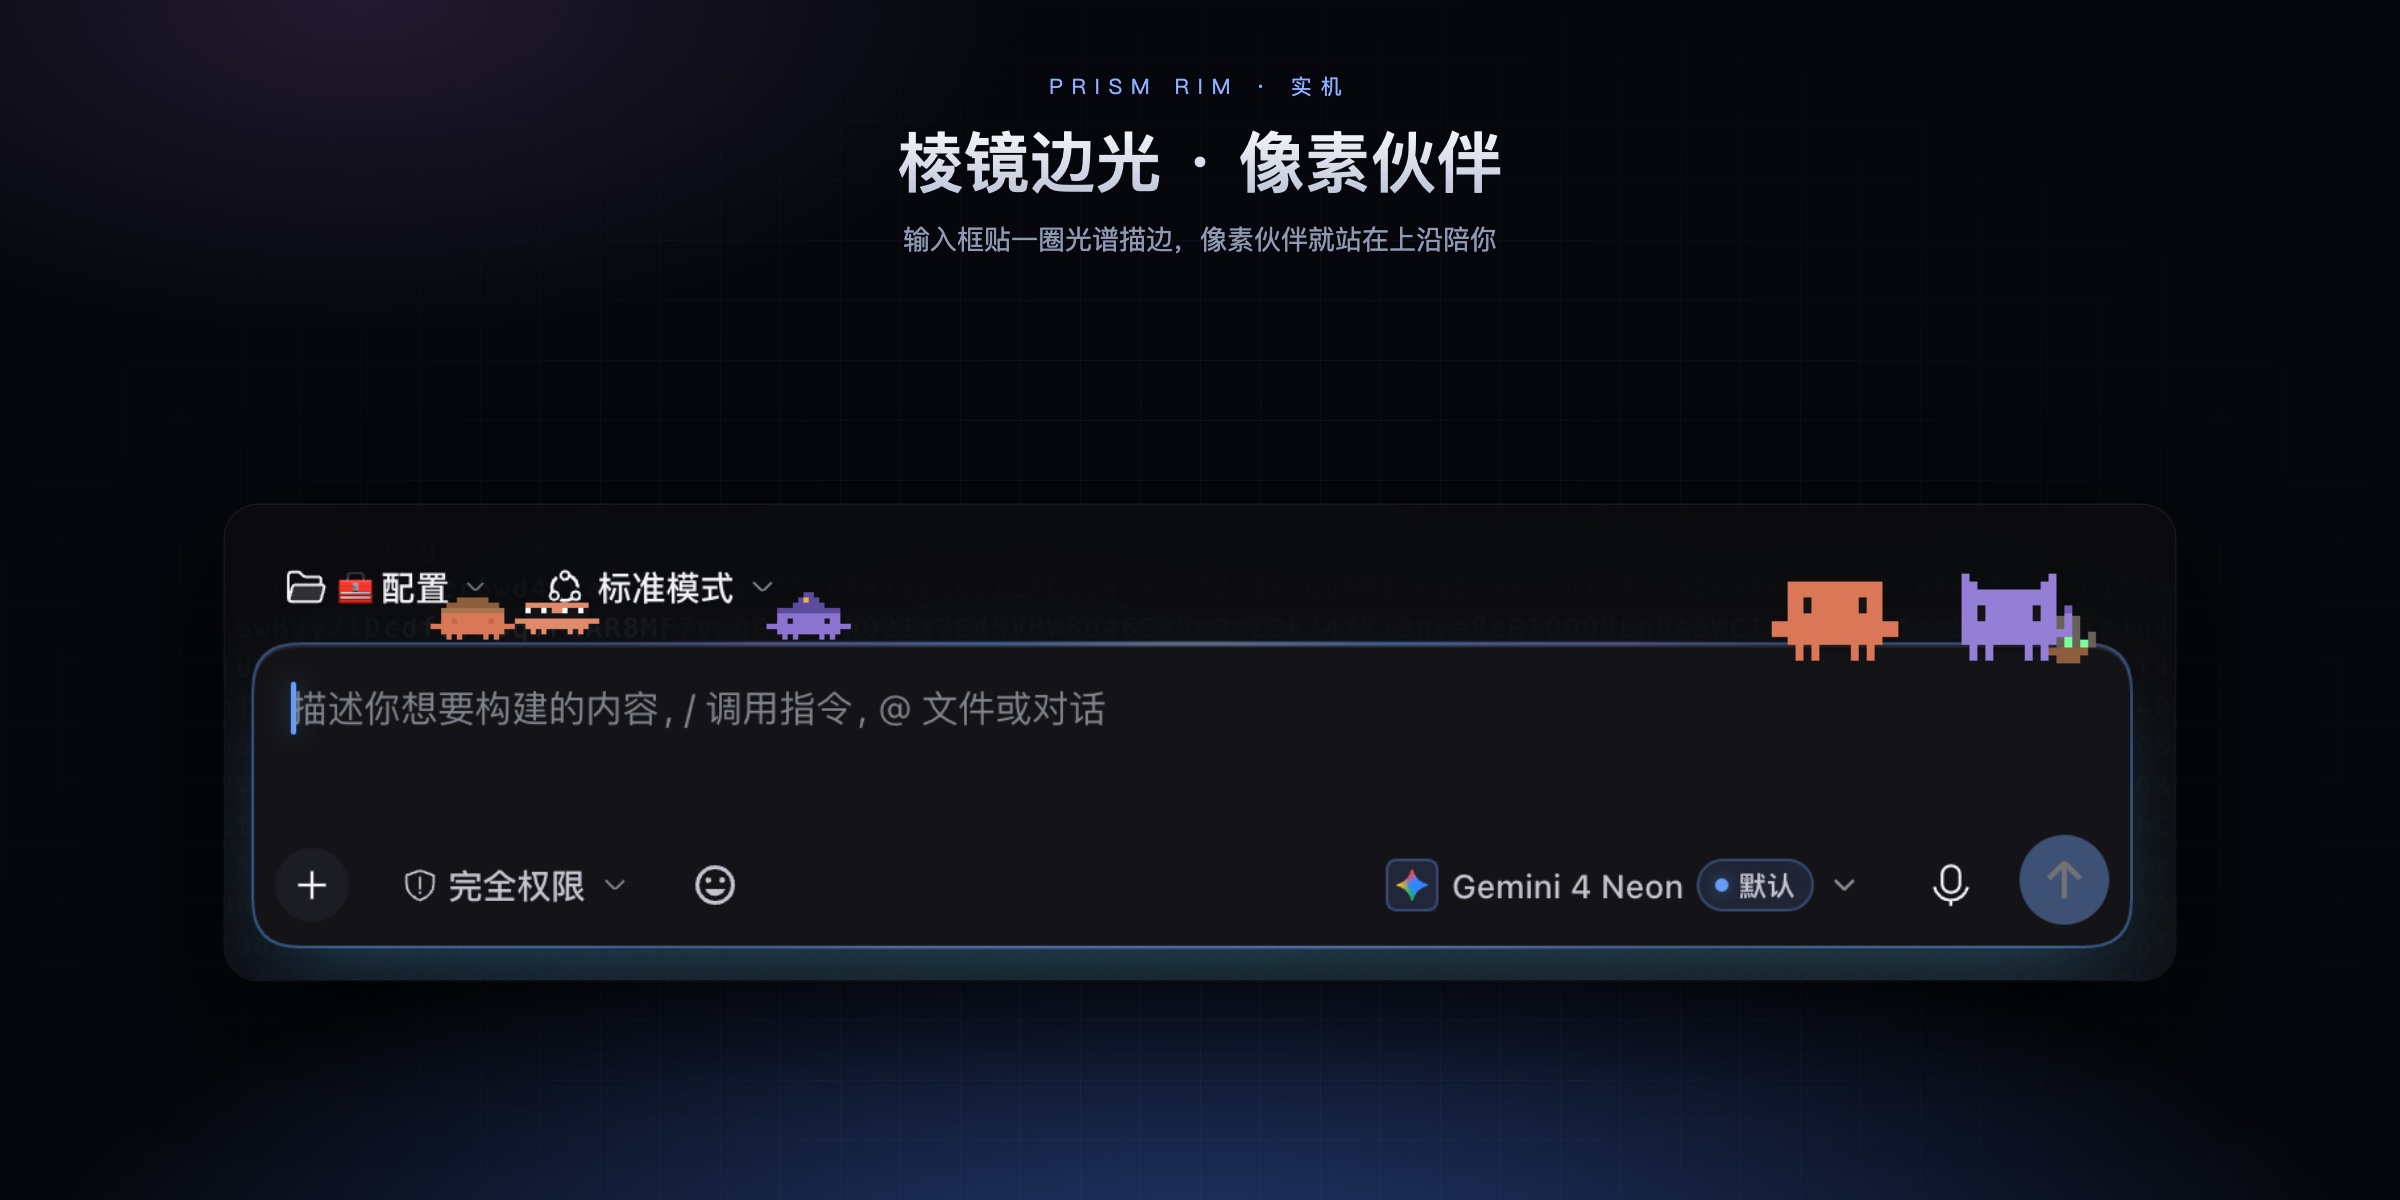 PRISM RIM · 实机
棱镜边光 · 像素伙伴
输入框贴一圈光谱描边，像素伙伴就站在上沿陪你
配置 标准模式
描述你想要构建的内容, / 调用指令, @ 文件或对话
完全权限 Gemini 4 Neon 默认